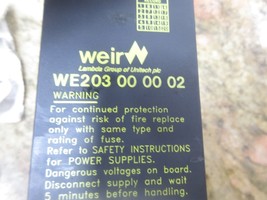 weir
Lambda Group of Unitech plc
WE203 00 00 02
WARNING
For continued protection
against risk of fire replace
only with same type and
rating of fuse.
Refer to SAFETY INSTRUCTIONS
for POWER SUPPLIES.
Dangerous voltages on board.
Disconnect supply and wait
5 minutes before handling.